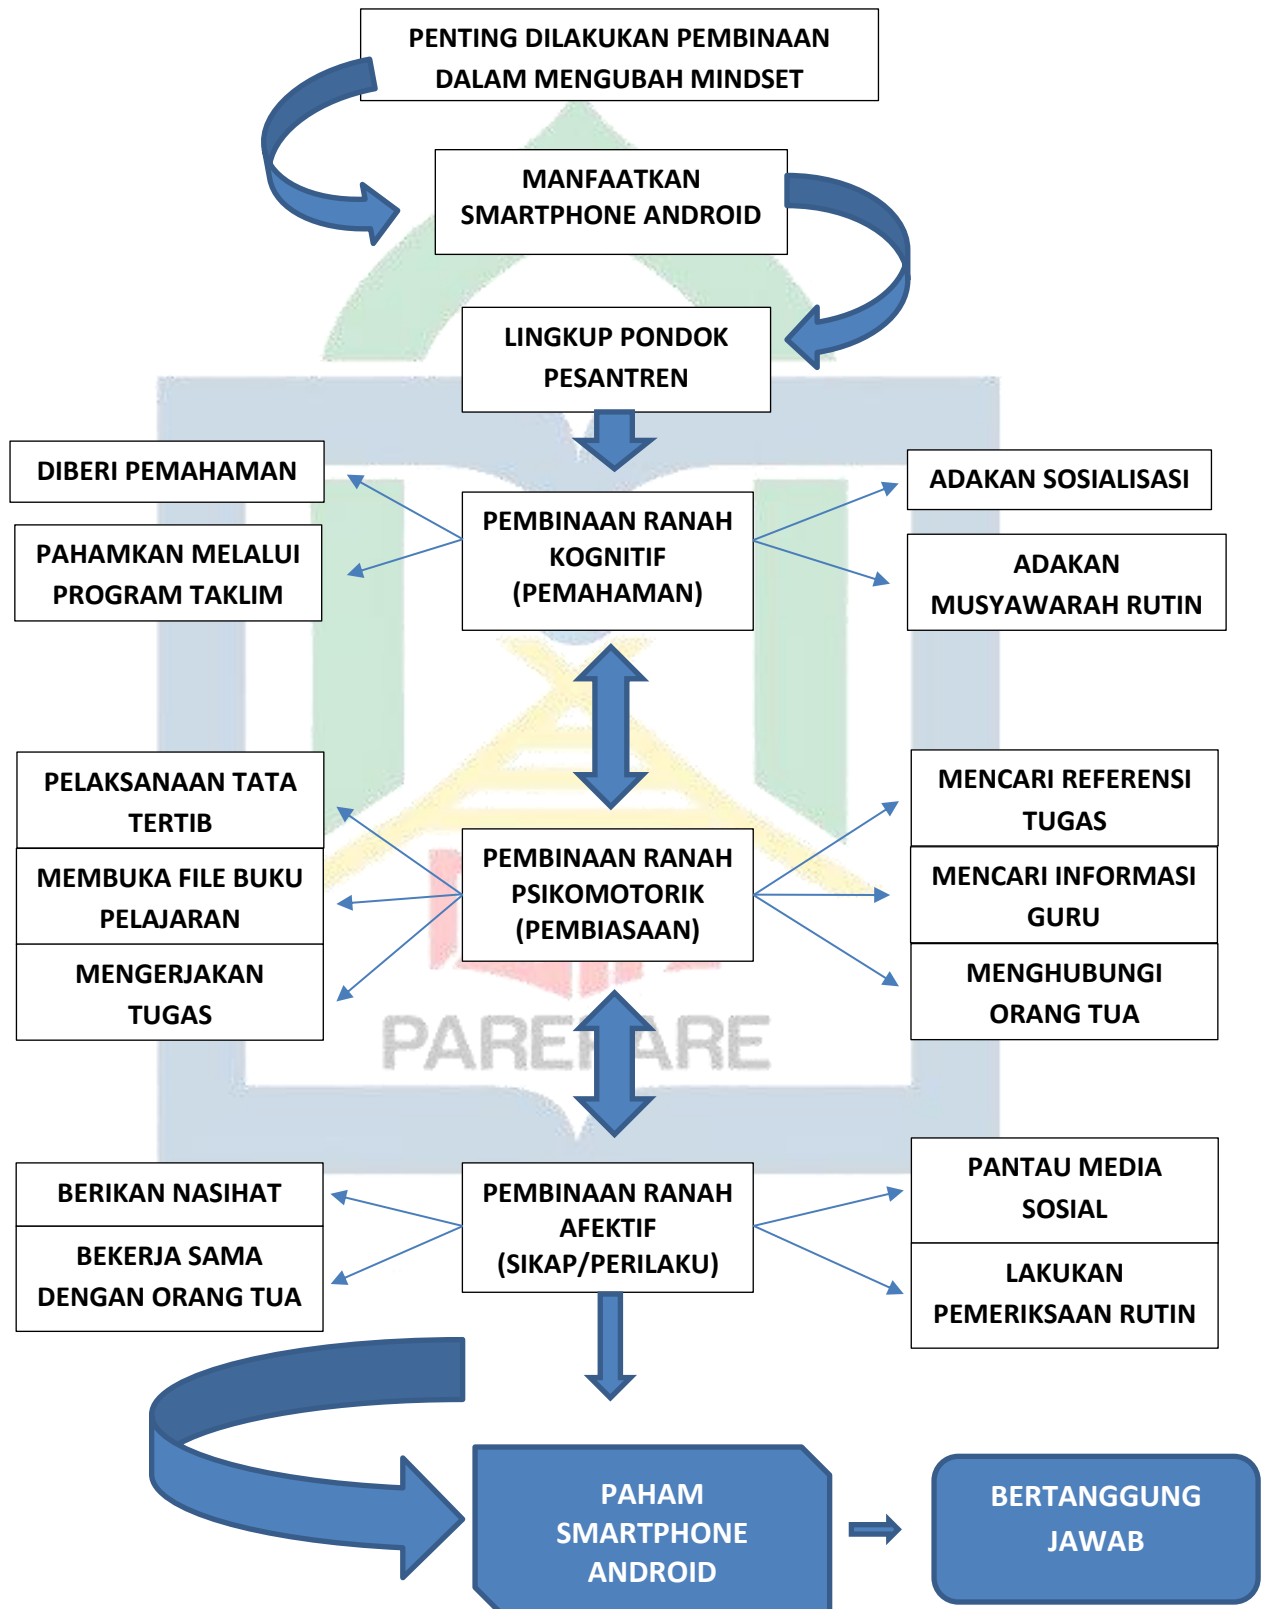 PENTING DILAKUKAN PEMBINAAN
DALAM MENGUBAH MINDSET
MANFAATKAN
SMARTPHONE ANDROID
LINGKUP PONDOK
PESANTREN
DIBERI PEMAHAMAN
PAHAMKAN MELALUI
PROGRAM TAKLIM
PEMBINAAN RANAH
KOGNITIF
(PEMAHAMAN)
ADAKAN SOSIALISASI
ADAKAN
MUSYAWARAH RUTIN
PELAKSANAAN TATA
TERTIB
MEMBUKA FILE BUKU
PELAJARAN
MENGERJAKAN
TUGAS
PEMBINAAN RANAH
PSIKOMOTORIK
(PEMBIASAAN)
MENCARI REFERENSI
TUGAS
MENCARI INFORMASI
GURU
MENGHUBUNGI
ORANG TUA
PAREPARE
BERIKAN NASIHAT
BEKERJA SAMA
DENGAN ORANG TUA
PEMBINAAN RANAH
AFEKTIF
(SIKAP/PERILAKU)
PANTAU MEDIA
SOSIAL
LAKUKAN
PEMERIKSAAN RUTIN
PAHAM
SMARTPHONE
ANDROID
BERTANGGUNG
JAWAB